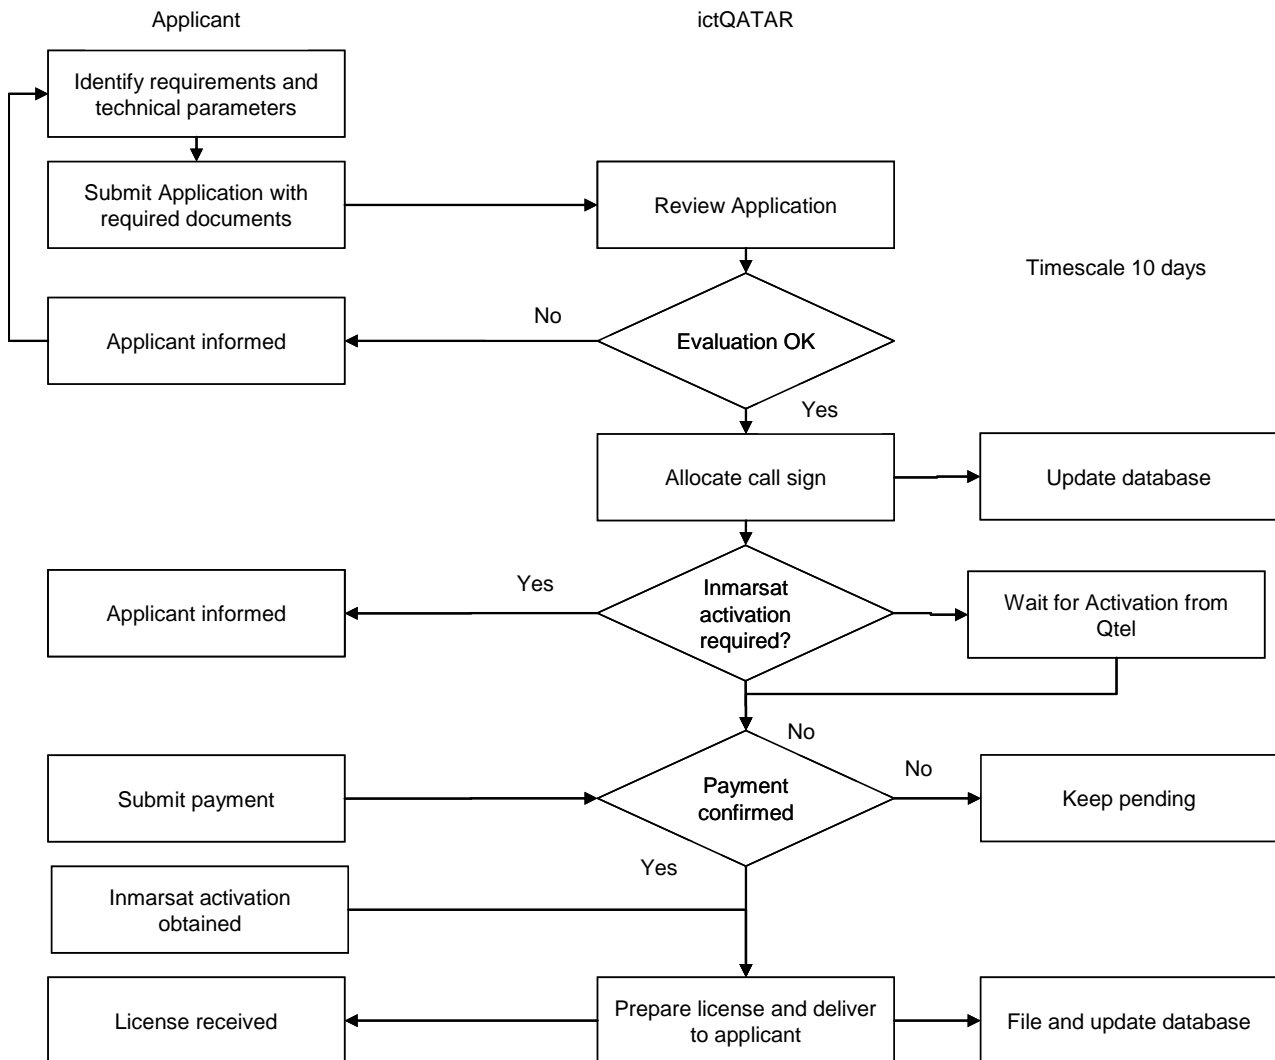 Applicant
ictQATAR
Identify requirements and
technical parameters
Submit Application with
required documents
Review Application
Timescale 10 days
Applicant informed
No
Evaluation OK
Yes
Allocate call sign
Update database
Applicant informed
Yes
Inmarsat
activation
required?
Wait for Activation from
Qtel
No
Submit payment
Payment
confirmed
No
Keep pending
Yes
Inmarsat activation
obtained
License received
Prepare license and deliver
to applicant
File and update database